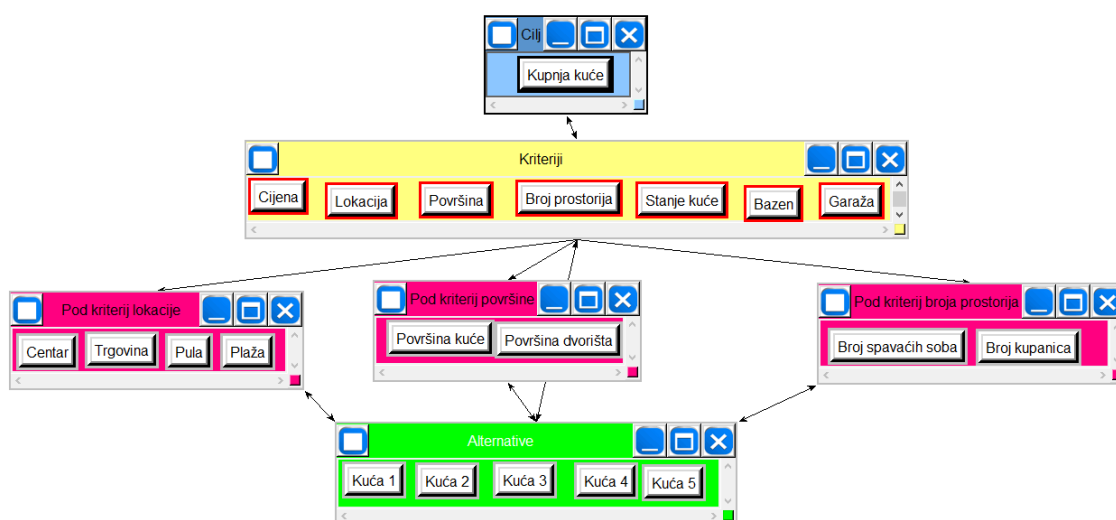 Cilj
Kupnja kuće
Kriteriji
Cijena
Lokacija
Površina
Broj prostorija
Stanje kuće
Bazen
Garaža
Pod kriterij lokacije
Centar
Trgovina
Pula
Plaža
Pod kriterij površine
Površina kuće
Površina dvorišta
Pod kriterij broja prostorija
Broj spavaćih soba
Broj kupanica
Alternative
Kuća 1
Kuća 2
Kuća 3
Kuća 4
Kuća 5